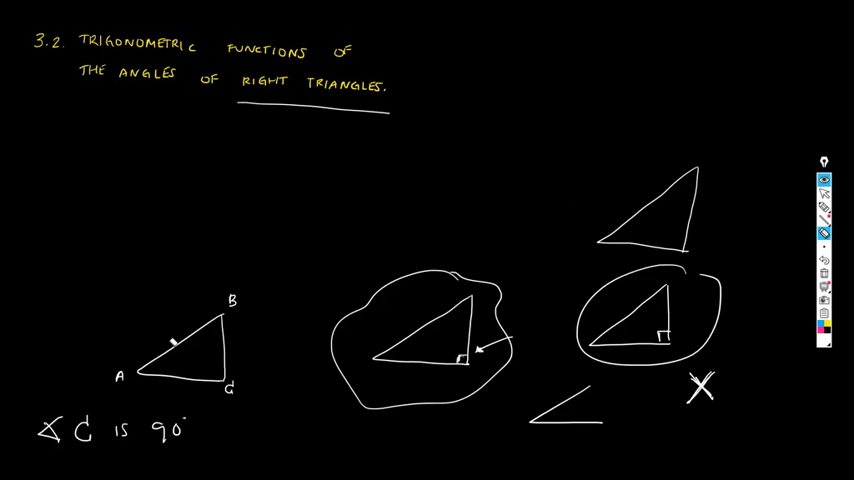 3.2. TRIGONOMETRIC FUNCTIONS OF
THE ANGLES OF RIGHT TRIANGLES.
B
A
C
∡ C IS 90°